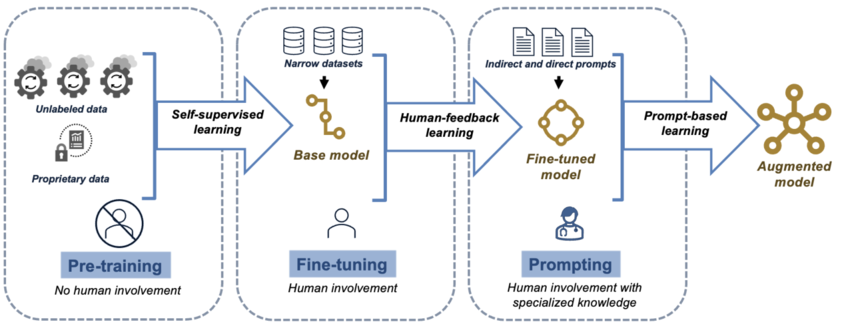 Unlabeled data
Proprietary data
Pre-training
No human involvement
Self-supervised
learning
Narrow datasets
Base model
Fine-tuning
Human involvement
Human-feedback
learning
Indirect and direct prompts
Fine-tuned
model
Prompting
Human involvement with
specialized knowledge
Prompt-based
learning
Augmented
model